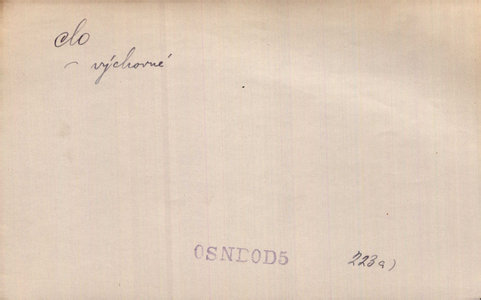 clo
– výchovné
OSNDOD5 223a)